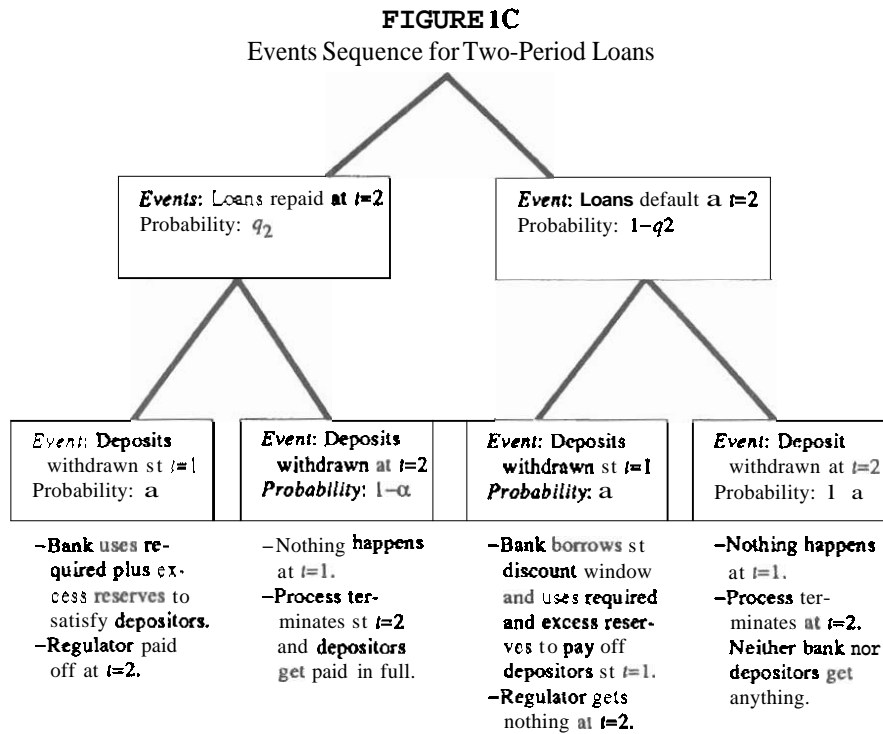 FIGURE 1C
Events Sequence for Two-Period Loans
Events: Loans repaid at t=2
Probability: q2
Event: Loans default a t=2
Probability: 1-q2
Event: Deposits
withdrawn st t=1
Probability: a
Event: Deposits
withdrawn at t=2
Probability: 1-α
Event: Deposits
withdrawn st t=1
Probability: a
Event: Deposit
withdrawn at t=2
Probability: 1 a
-Bank uses re-
quired plus ex-
cess reserves to
satisfy depositors.
-Regulator paid
off at t=2.
-Nothing happens
at t=1.
-Process ter-
minates st t=2
and depositors
get paid in full.
-Bank borrows st
discount window
and uses required
and excess reser-
ves to pay off
depositors st t=1.
-Regulator gets
nothing at t=2.
-Nothing happens
at t=1.
-Process ter-
minates at t=2.
Neither bank nor
depositors get
anything.